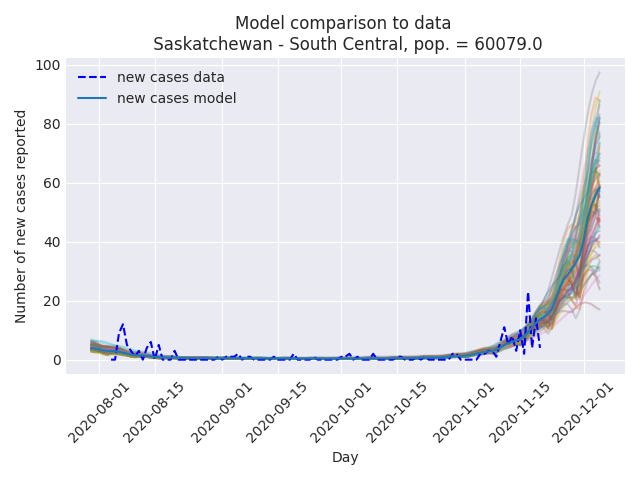 Model comparison to data
Saskatchewan - South Central, pop. = 60079.0
new cases data
new cases model
Number of new cases reported
100
80
60
40
20
0
2020-08-01
2020-08-15
2020-09-01
2020-09-15
2020-10-01
2020-10-15
2020-11-01
2020-11-15
2020-12-01
Day